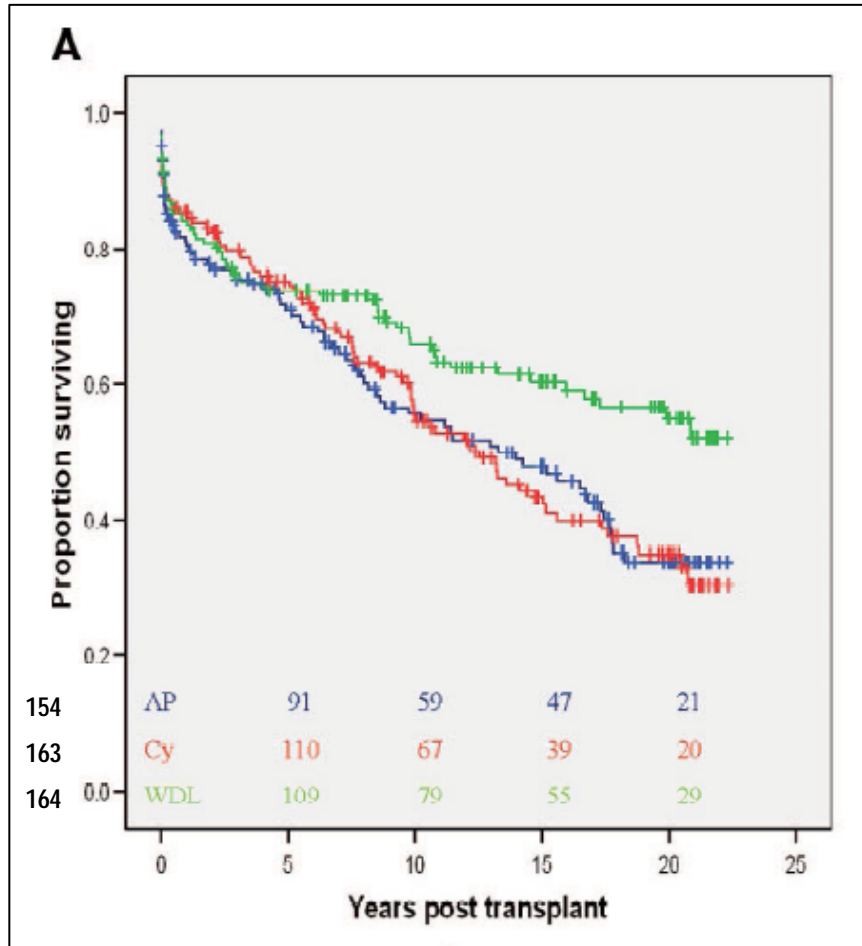 A
Proportion surviving
1.0
0.8
0.6
0.4
0.2
154 AP 91 59 47 21
163 Cy 110 67 39 20
164 WDL 109 79 55 29
0.0
0 5 10 15 20 25
Years post transplant